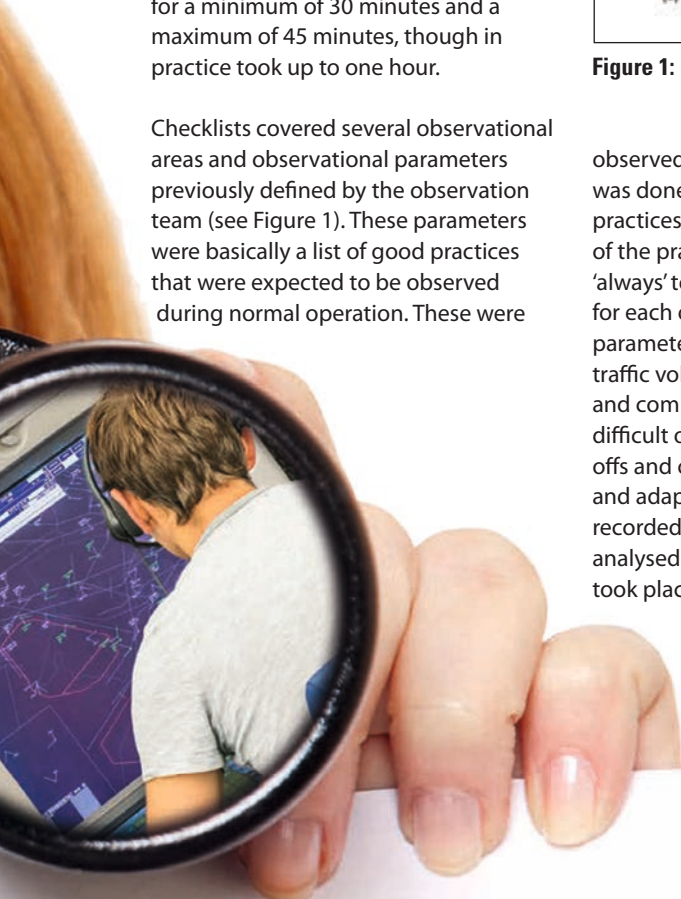 for a minimum of 30 minutes and a
maximum of 45 minutes, though in
practice took up to one hour.
Checklists covered several observational
areas and observational parameters
previously defined by the observation
team (see Figure 1). These parameters
were basically a list of good practices
that were expected to be observed
during normal operation. These were
Figure 1:
observed
was done
practices
of the pra
'always' to
for each
paramete
traffic vol
and com
difficult
offs and
and adap
recorded
analysed
took plac